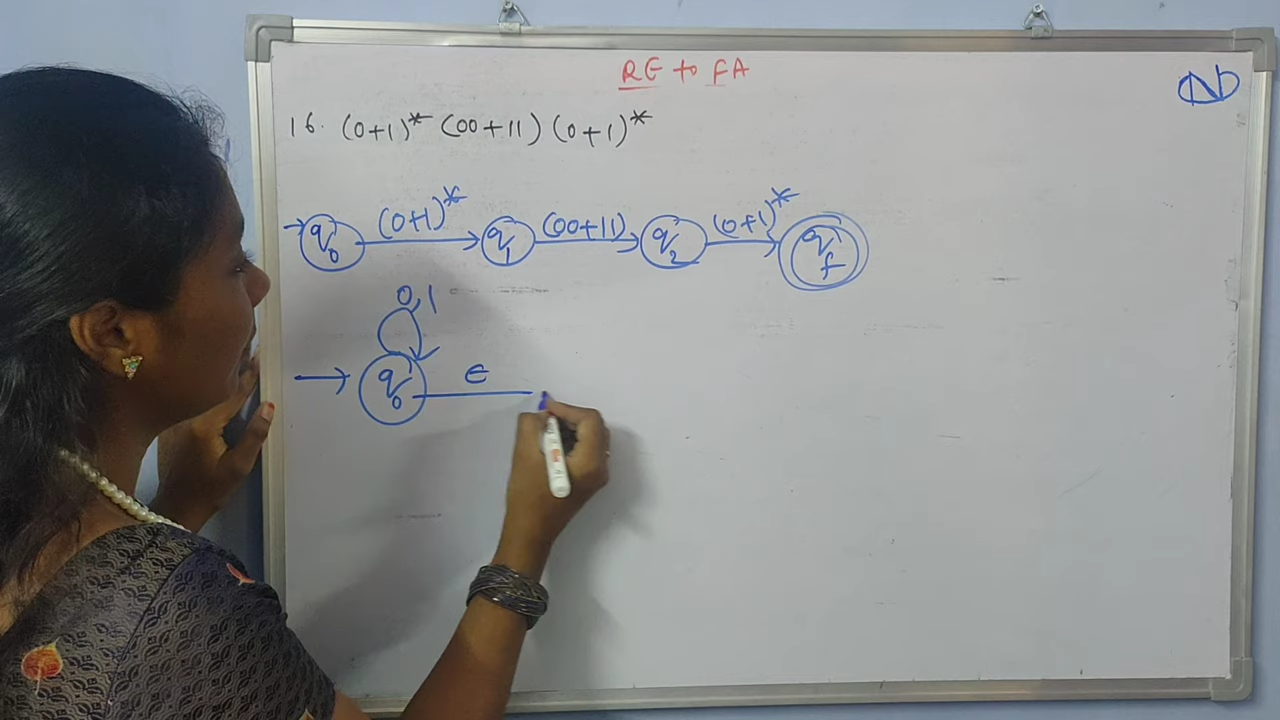 RE to FA
ND
16. (0+1)* (00+11) (0+1)*
q0 (0+1)* q1 (00+11) q2 (0+1)* qf
0,1
q0 ∈